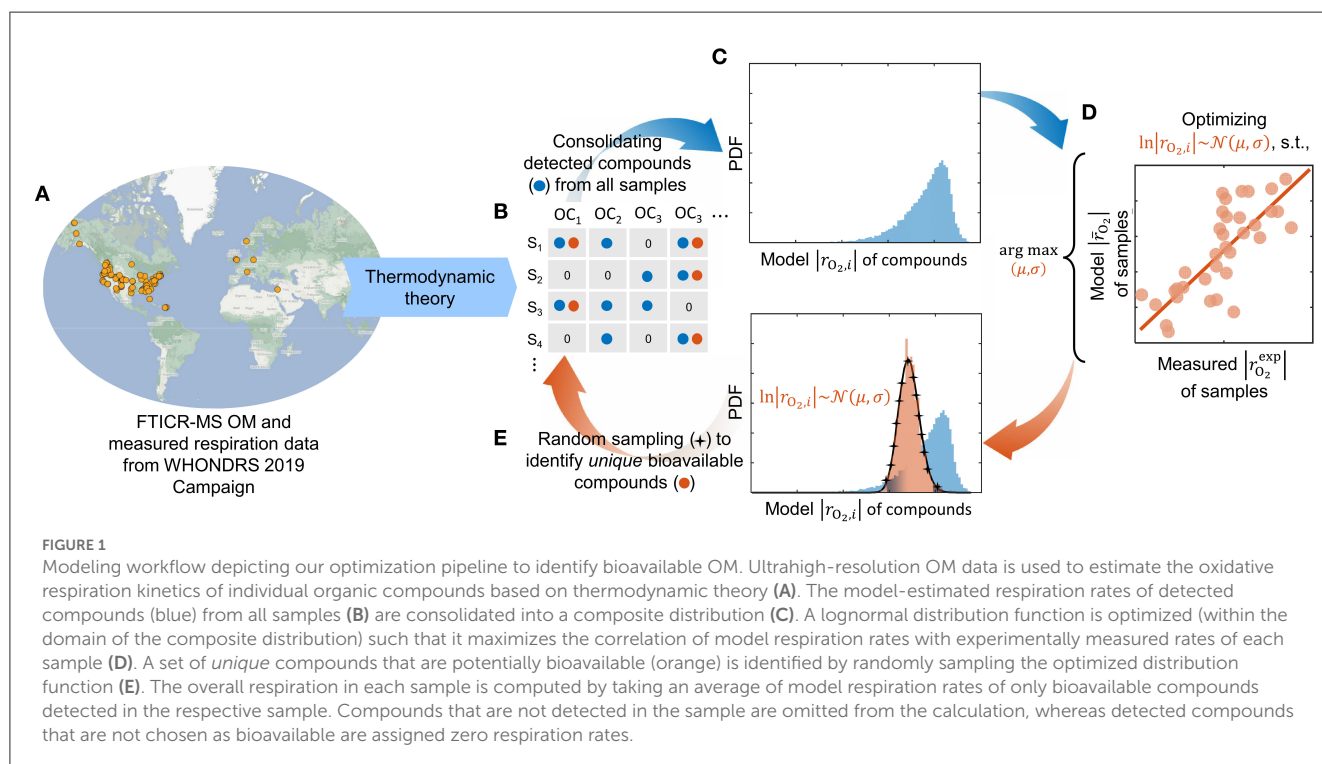 A
FTICR-MS OM and
measured respiration data
from WHONDRS 2019
Campaign
Thermodynamic
theory
Consolidating
detected compounds
(●) from all samples
B
OC₁ OC₂ OC₃ OC₃ ...
S₁ 0
S₂ 0 0
S₃ 0
S₄ 0 0
⋮
C
PDF
Model |r_O₂,i| of compounds
D
Optimizing
ln|r_O₂,i|~𝒩(μ,σ), s.t.,
arg max
(μ,σ)
Model |r̄_O₂|
of samples
Measured |r_O₂^exp|
of samples
E
Random sampling (✦) to
identify unique bioavailable
compounds (●)
PDF
ln|r_O₂,i|~𝒩(μ,σ)
Model |r_O₂,i| of compounds
FIGURE 1
Modeling workflow depicting our optimization pipeline to identify bioavailable OM. Ultrahigh-resolution OM data is used to estimate the oxidative
respiration kinetics of individual organic compounds based on thermodynamic theory (A). The model-estimated respiration rates of detected
compounds (blue) from all samples (B) are consolidated into a composite distribution (C). A lognormal distribution function is optimized (within the
domain of the composite distribution) such that it maximizes the correlation of model respiration rates with experimentally measured rates of each
sample (D). A set of unique compounds that are potentially bioavailable (orange) is identified by randomly sampling the optimized distribution
function (E). The overall respiration in each sample is computed by taking an average of model respiration rates of only bioavailable compounds
detected in the respective sample. Compounds that are not detected in the sample are omitted from the calculation, whereas detected compounds
that are not chosen as bioavailable are assigned zero respiration rates.